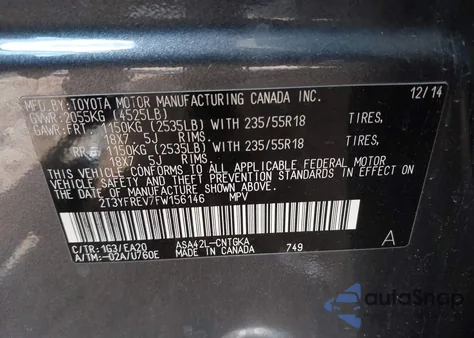 MFD.BY: TOYOTA MOTOR MANUFACTURING CANADA INC. 12/14
GVWR: 2055KG (4525LB)
GAWR: FRT 1150KG (2535LB) WITH 235/55R18 TIRES,
18X7. 5J RIMS.
RR 1150KG (2535LB) WITH 235/55R18 TIRES,
18X7. 5J RIMS.
THIS VEHICLE CONFORMS TO ALL APPLICABLE FEDERAL MOTOR
VEHICLE SAFETY STANDARDS IN EFFECT ON
THE DATE OF MANUFACTURE SHOWN ABOVE.
2T3YFREV7FW156146 MPV
C/TR: 1G3/EA20 ASA42L-CNTGKA
A/TM: -02A/U760E MADE IN CANADA 749 A
autoSnap